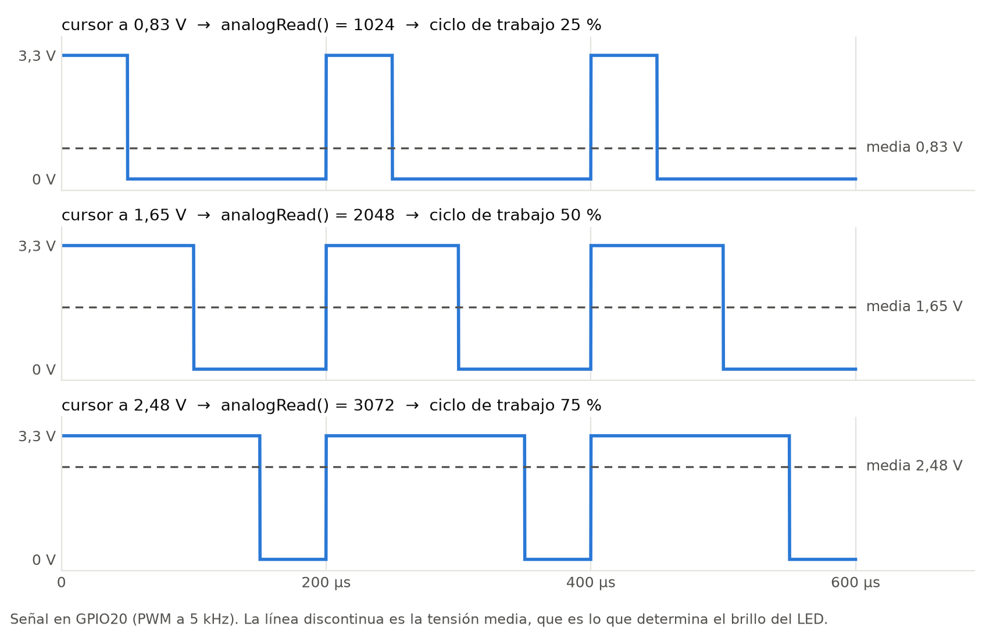 cursor a 0,83 V → analogRead() = 1024 → ciclo de trabajo 25 %
3,3 V
media 0,83 V
0 V
cursor a 1,65 V → analogRead() = 2048 → ciclo de trabajo 50 %
3,3 V
media 1,65 V
0 V
cursor a 2,48 V → analogRead() = 3072 → ciclo de trabajo 75 %
3,3 V
media 2,48 V
0 V
0 200 µs 400 µs 600 µs
Señal en GPIO20 (PWM a 5 kHz). La línea discontinua es la tensión media, que es lo que determina el brillo del LED.